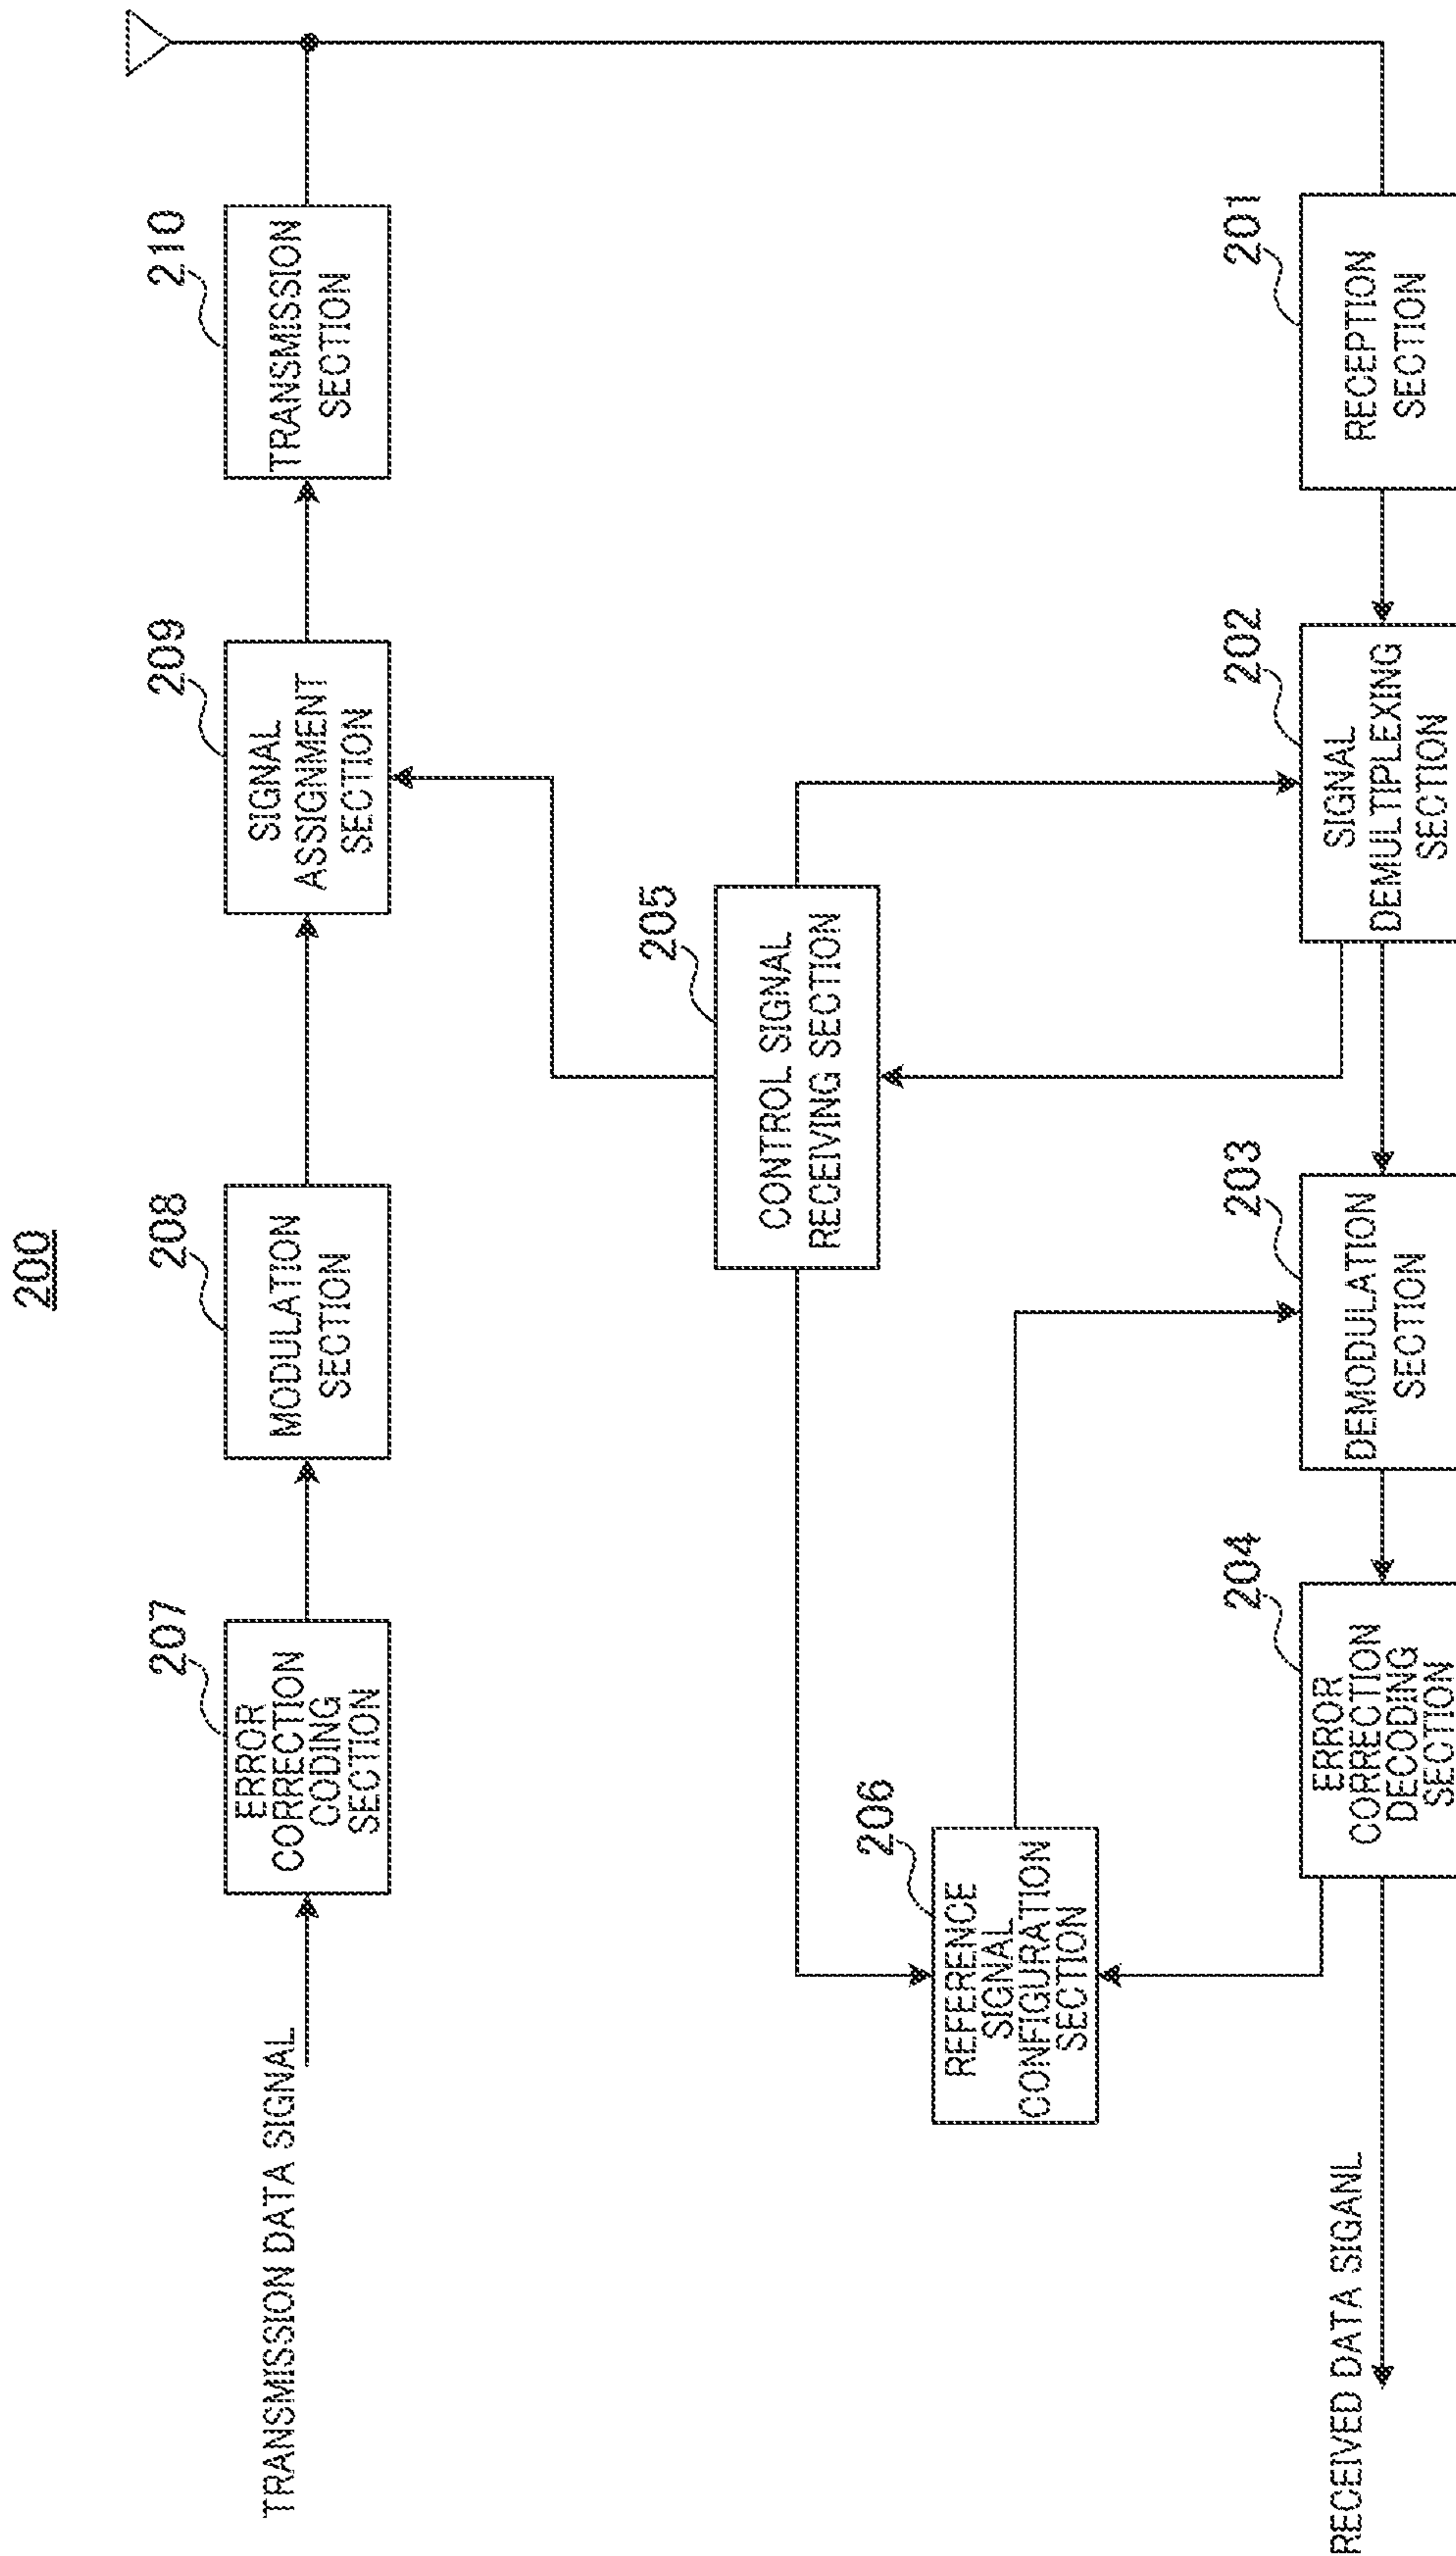 200
TRANSMISSION DATA SIGNAL
207
ERROR
CORRECTION
CODING
SECTION
208
MODULATION
SECTION
209
SIGNAL
ASSIGNMENT
SECTION
210
TRANSMISSION
SECTION
205
CONTROL SIGNAL
RECEIVING SECTION
206
REFERENCE
SIGNAL
CONFIGURATION
SECTION
RECEIVED DATA SIGANL
204
ERROR
CORRECTION
DECODING
SECTION
203
DEMODULATION
SECTION
202
SIGNAL
DEMULTIPLEXING
SECTION
201
RECEPTION
SECTION